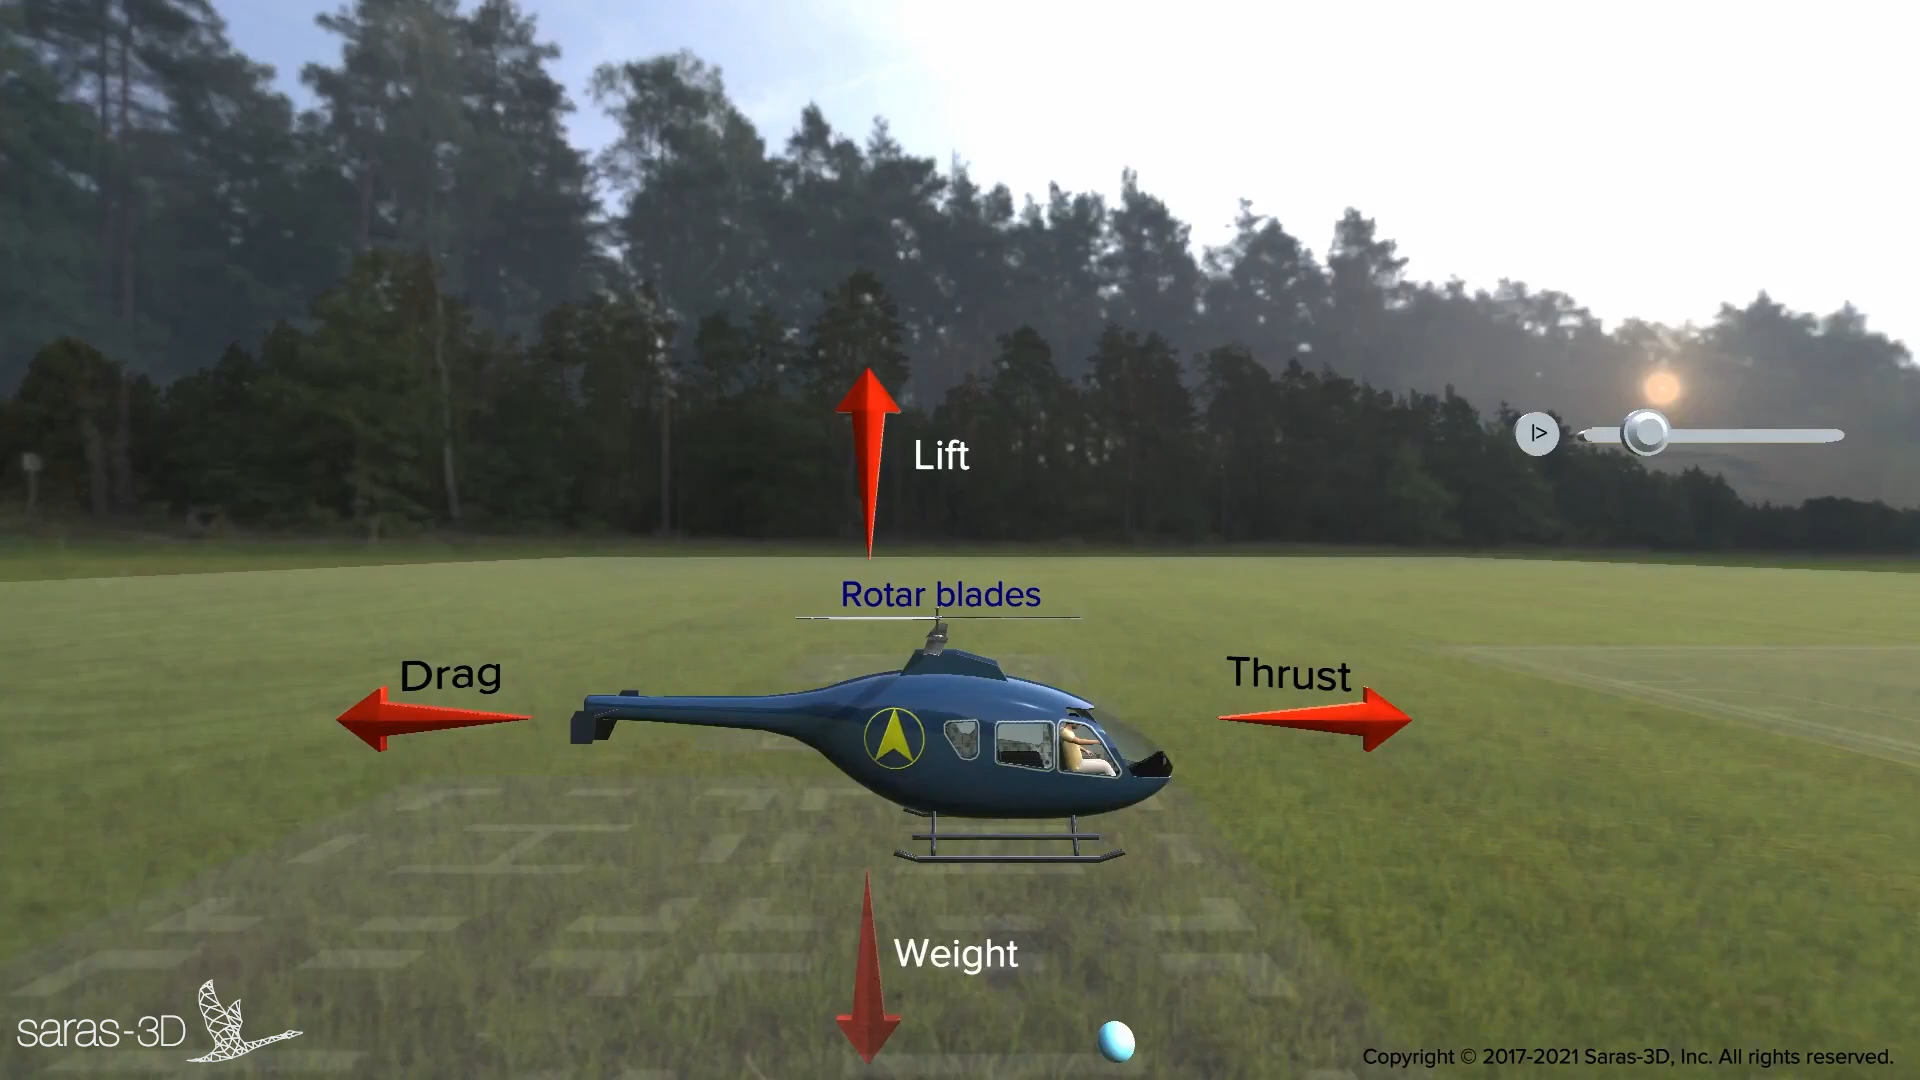 Lift
Rotar blades
Drag
Thrust
Weight
saras-3D
Copyright © 2017-2021 Saras-3D, Inc. All rights reserved.